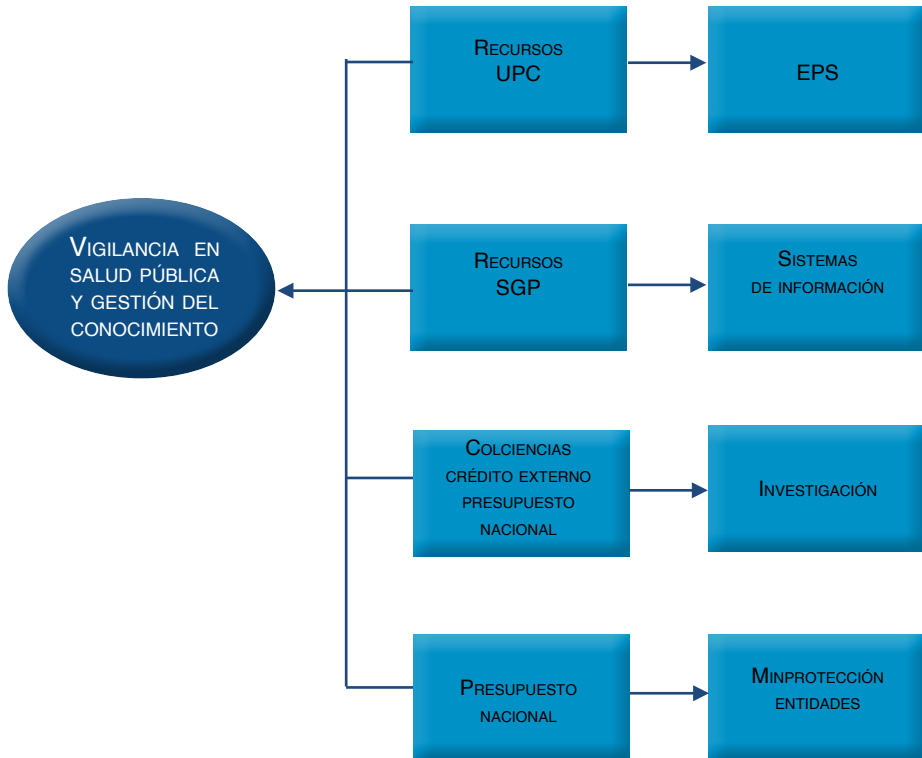 Vigilancia en
salud pública
y gestión del
conocimiento
Recursos
UPC
EPS
Recursos
SGP
Sistemas
de información
Colciencias
crédito externo
presupuesto
nacional
Investigación
Presupuesto
nacional
Minprotección
entidades